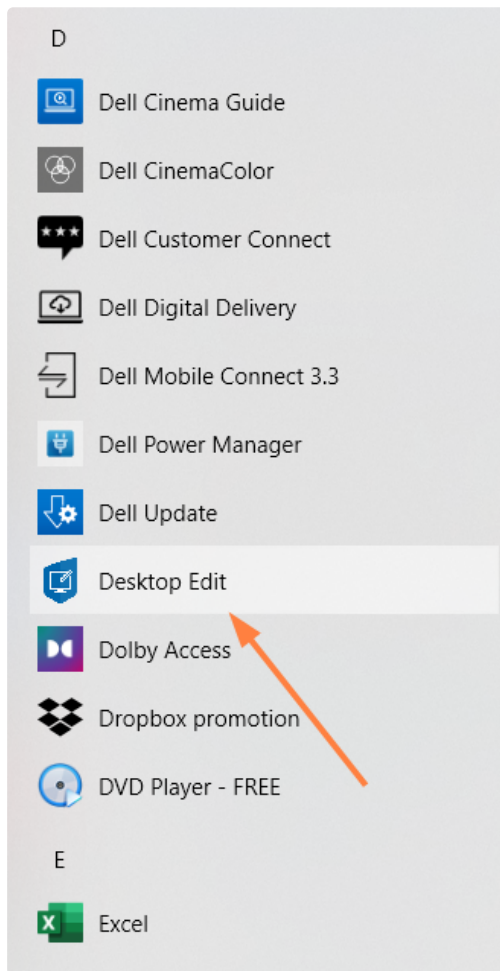 D
Dell Cinema Guide
Dell CinemaColor
Dell Customer Connect
Dell Digital Delivery
Dell Mobile Connect 3.3
Dell Power Manager
Dell Update
Desktop Edit
Dolby Access
Dropbox promotion
DVD Player - FREE
E
Excel